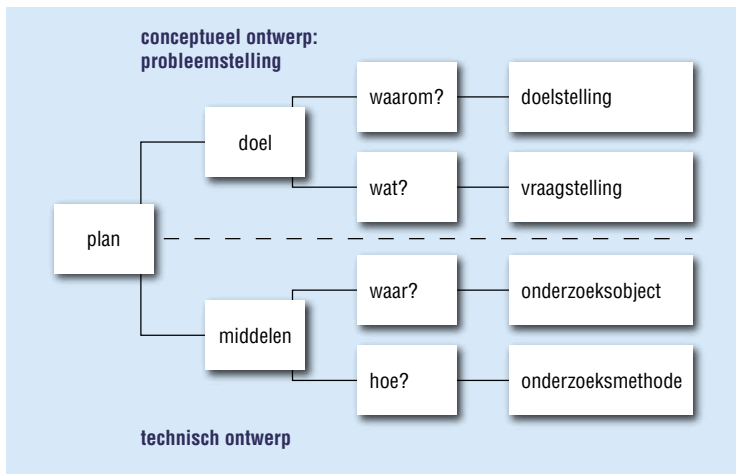 conceptueel ontwerp:
probleemstelling
waarom?
doelstelling
doel
wat?
vraagstelling
plan
waar?
onderzoeksobject
middelen
hoe?
onderzoeksmethode
technisch ontwerp